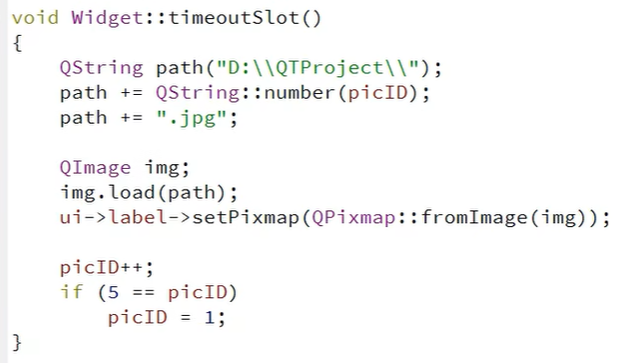 void Widget::timeoutSlot()
{
    QString path("D:\\QTProject\\");
    path += QString::number(picID);
    path += ".jpg";

    QImage img;
    img.load(path);
    ui->label->setPixmap(QPixmap::fromImage(img));

    picID++;
    if (5 == picID)
        picID = 1;
}